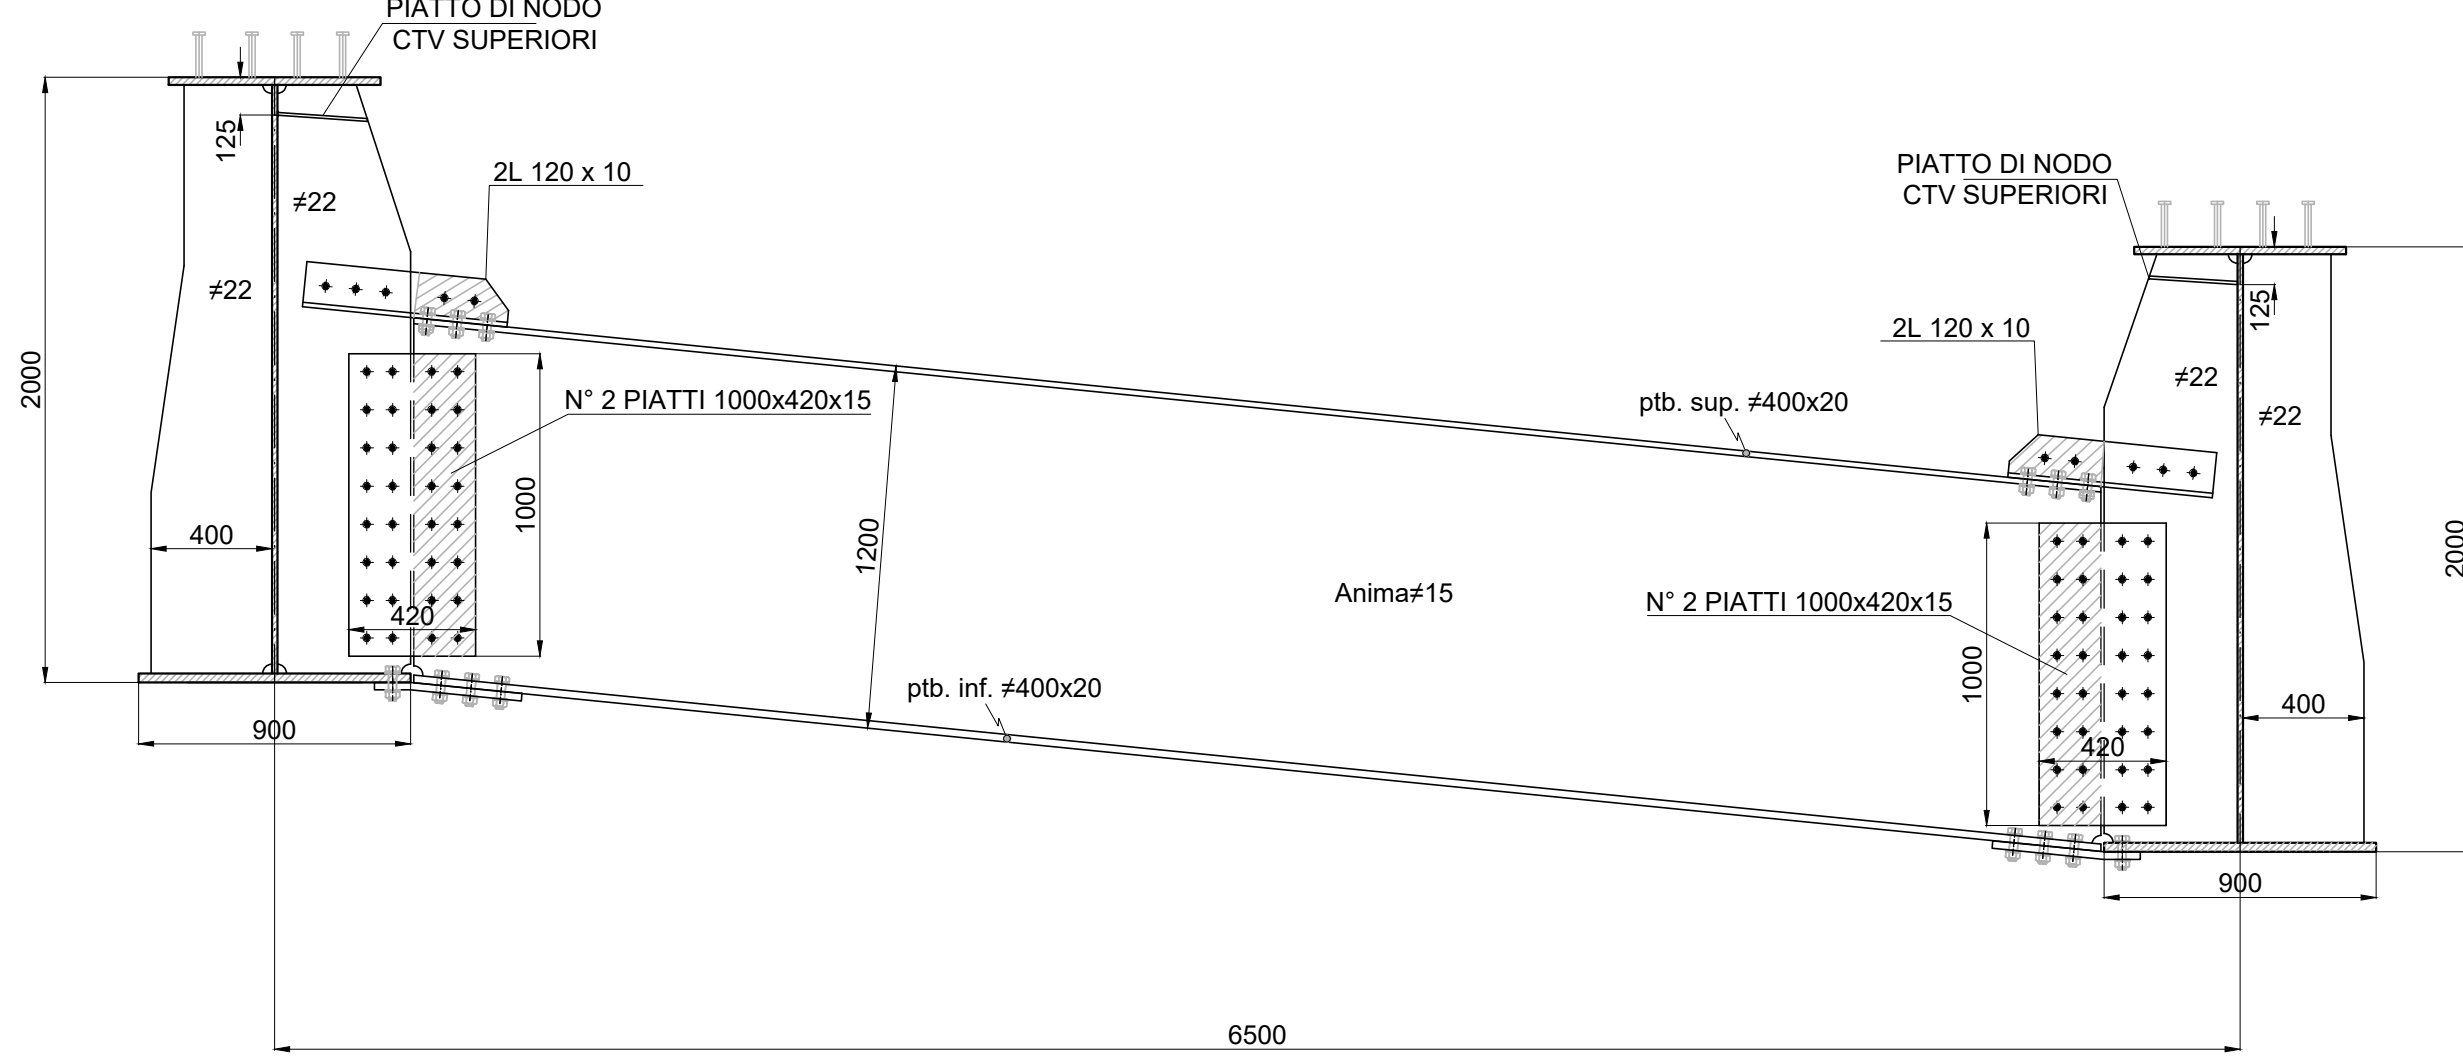 PIATTO DI NODO
CTV SUPERIORI
125
2L 120 x 10
≠22
≠22
2000
N° 2 PIATTI 1000x420x15
1000
400
420
900
1200
ptb. sup. ≠400x20
Anima≠15
ptb. inf. ≠400x20
PIATTO DI NODO
CTV SUPERIORI
125
2L 120 x 10
≠22
≠22
2000
N° 2 PIATTI 1000x420x15
1000
400
420
900
6500